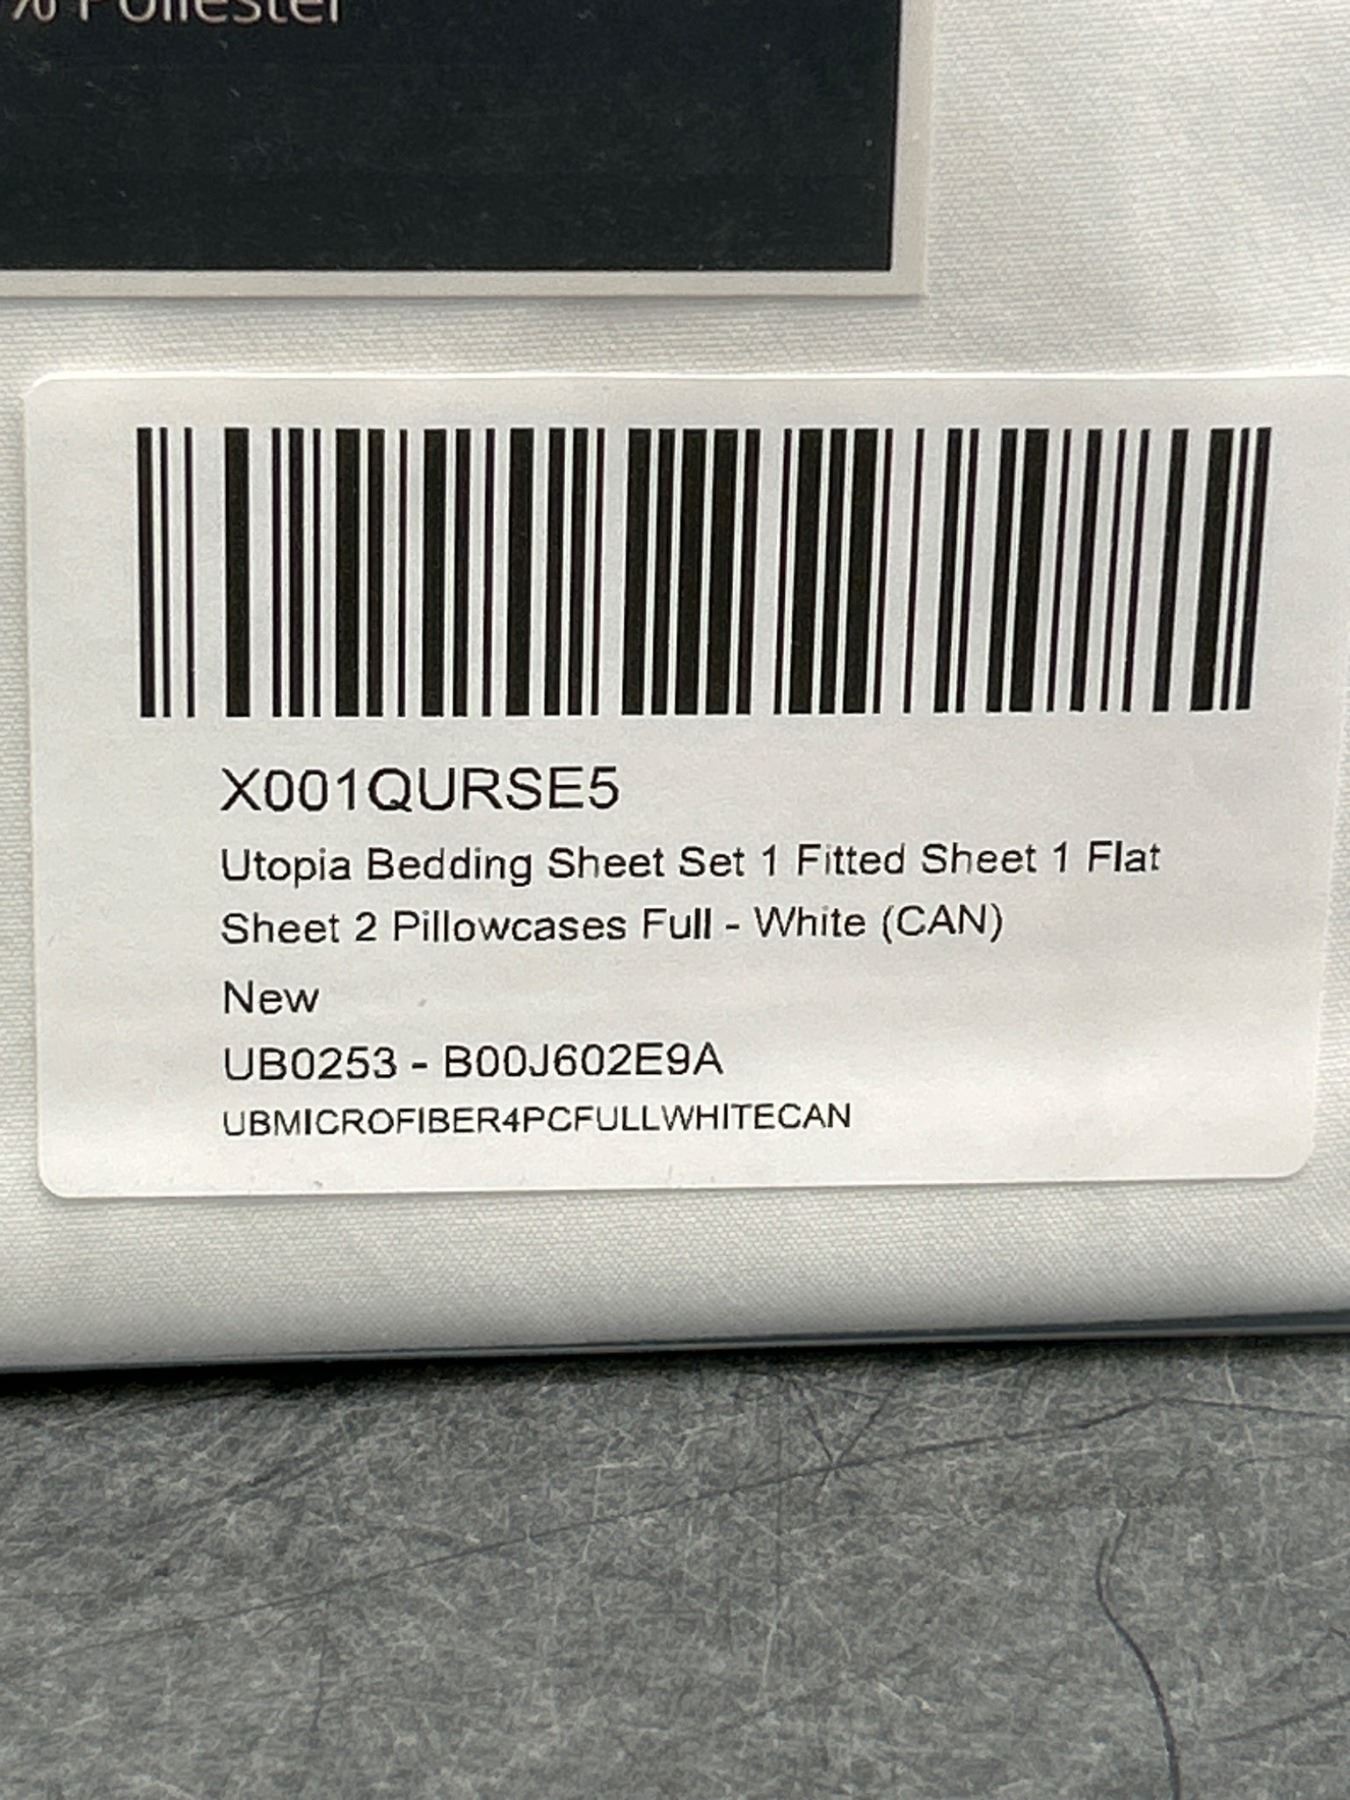 % Poliester
X001QURSE5
Utopia Bedding Sheet Set 1 Fitted Sheet 1 Flat
Sheet 2 Pillowcases Full - White (CAN)
New
UB0253 - B00J602E9A
UBMICROFIBER4PCFULLWHITECAN